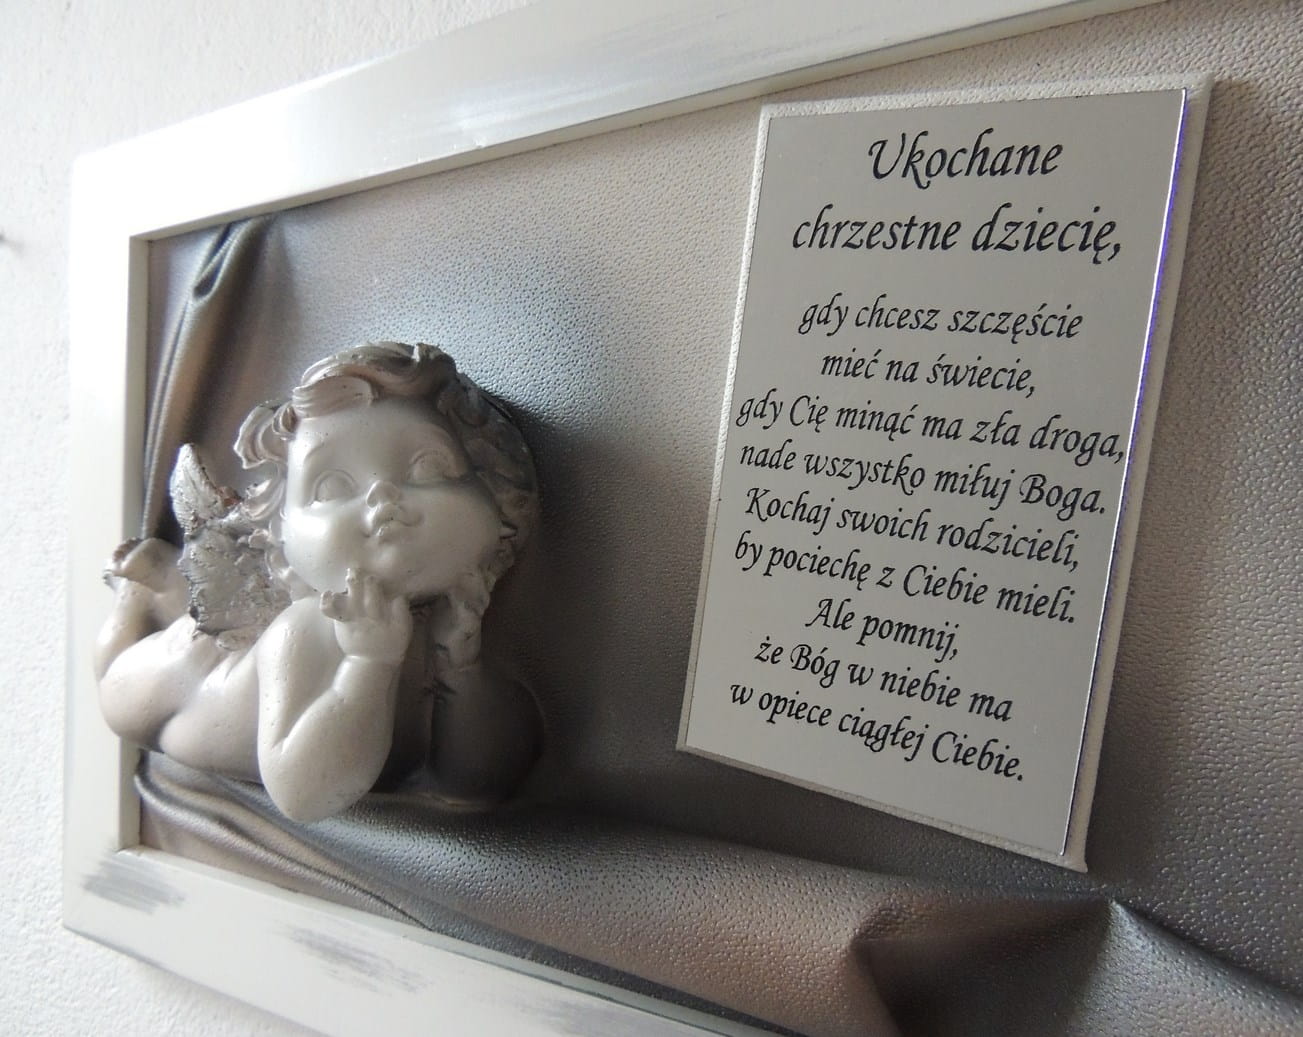 Ukochane
chrzestne dziecię,
gdy chcesz szczęście
mieć na świecie,
gdy Cię minąć ma zła droga,
nade wszystko miłuj Boga.
Kochaj swoich rodzicieli,
by pociechę z Ciebie mieli.
Ale pomnij,
że Bóg w niebie ma
w opiece ciągłej Ciebie.